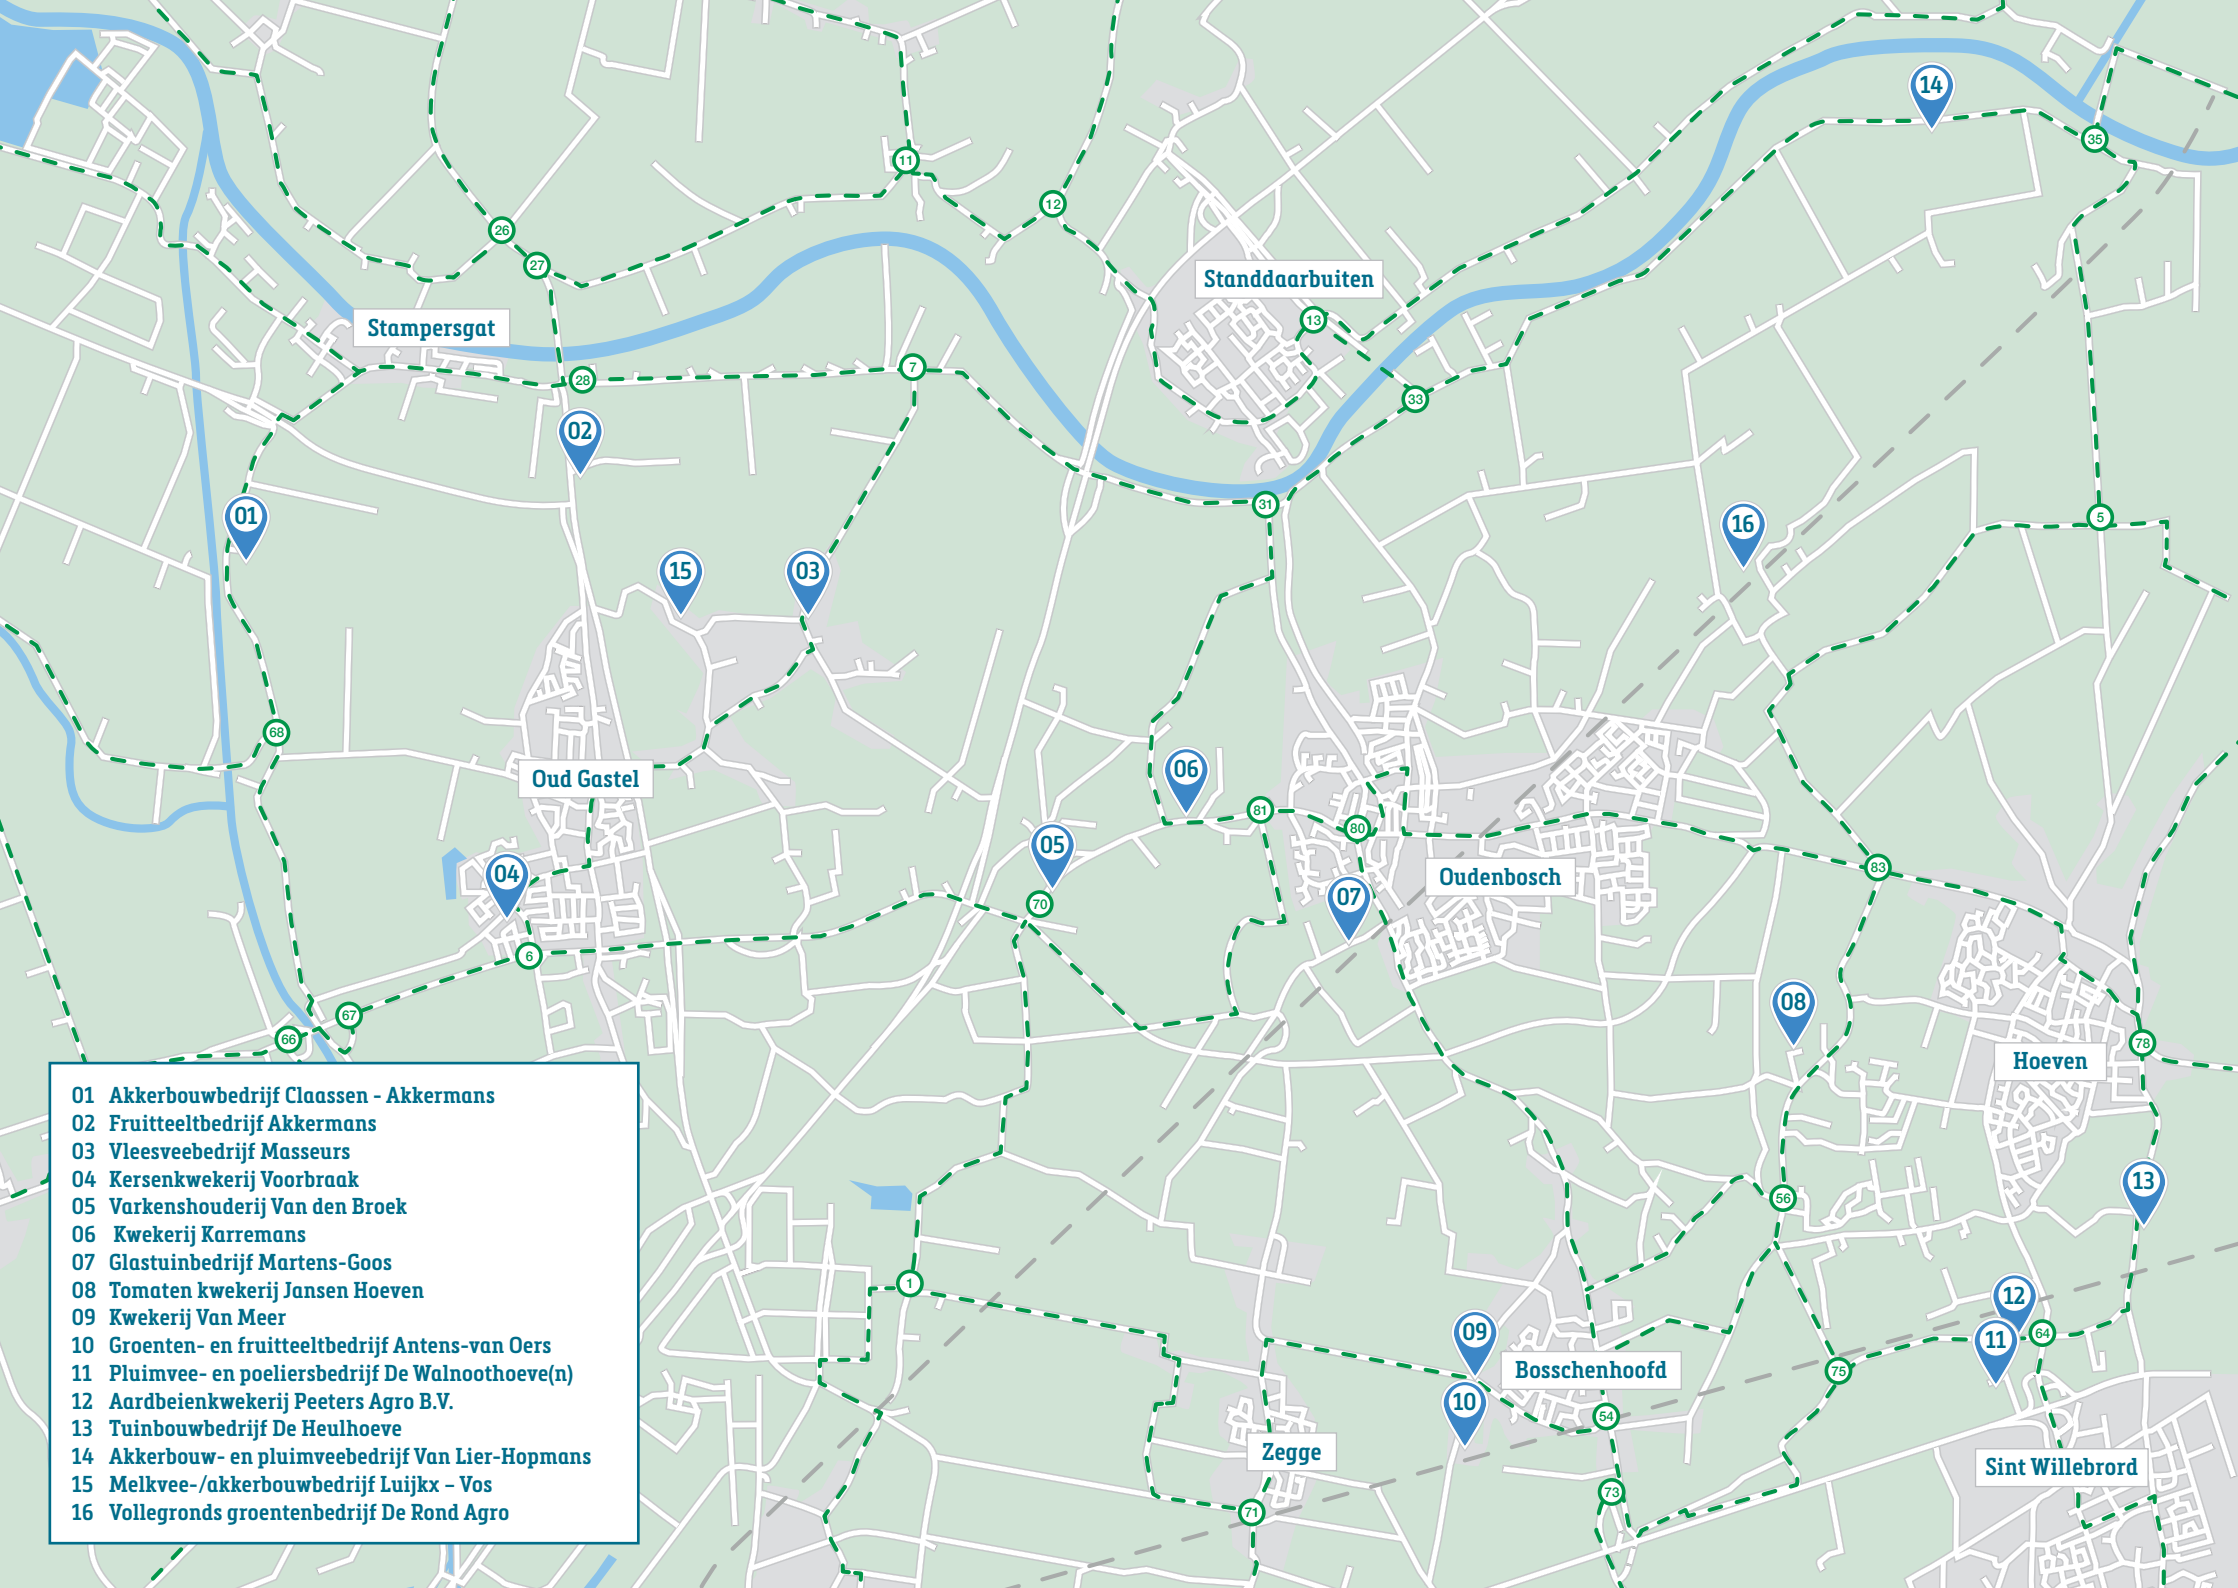 11
12
14
35
26
27
Standdaarbuiten
13
Stampersgat
28
7
33
02
31
01
16
5
15
03
68
06
Oud Gastel
81
80
05
83
04
07
Oudenbosch
70
6
08
67
66
78
Hoeven
56
13
1
12
64
09
11
Bosschenhoofd
75
10
54
Zegge
Sint Willebrord
73
71
01 Akkerbouwbedrijf Claassen - Akkermans
02 Fruitteeltbedrijf Akkermans
03 Vleesveebedrijf Masseurs
04 Kersenkwekerij Voorbraak
05 Varkenshouderij Van den Broek
06 Kwekerij Karremans
07 Glastuinbedrijf Martens-Goos
08 Tomaten kwekerij Jansen Hoeven
09 Kwekerij Van Meer
10 Groenten- en fruitteeltbedrijf Antens-van Oers
11 Pluimvee- en poeliersbedrijf De Walnoothoeve(n)
12 Aardbeienkwekerij Peeters Agro B.V.
13 Tuinbouwbedrijf De Heulhoeve
14 Akkerbouw- en pluimveebedrijf Van Lier-Hopmans
15 Melkvee-/akkerbouwbedrijf Luijkx – Vos
16 Vollegronds groentenbedrijf De Rond Agro